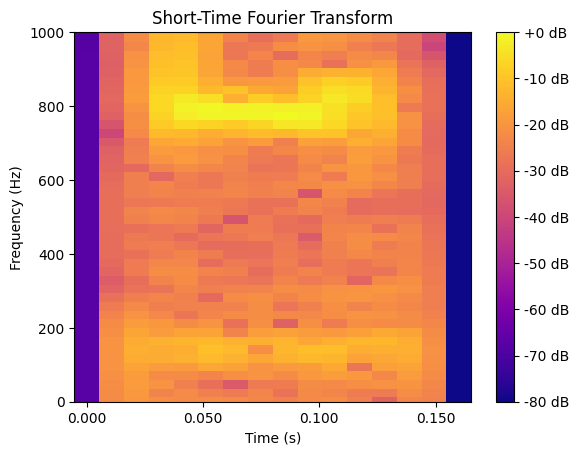 Short-Time Fourier Transform
1000
800
600
400
200
0
Frequency (Hz)
0.000
0.050
0.100
0.150
Time (s)
+0 dB
-10 dB
-20 dB
-30 dB
-40 dB
-50 dB
-60 dB
-70 dB
-80 dB